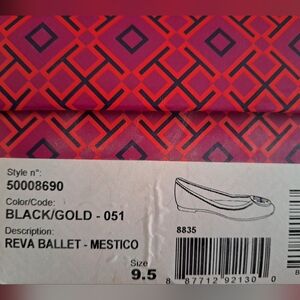 Style n°:
50008690
Color/Code:
BLACK/GOLD - 051
Description:
REVA BALLET - MESTICO
8835
Size
9.5
8 87712 92130 0